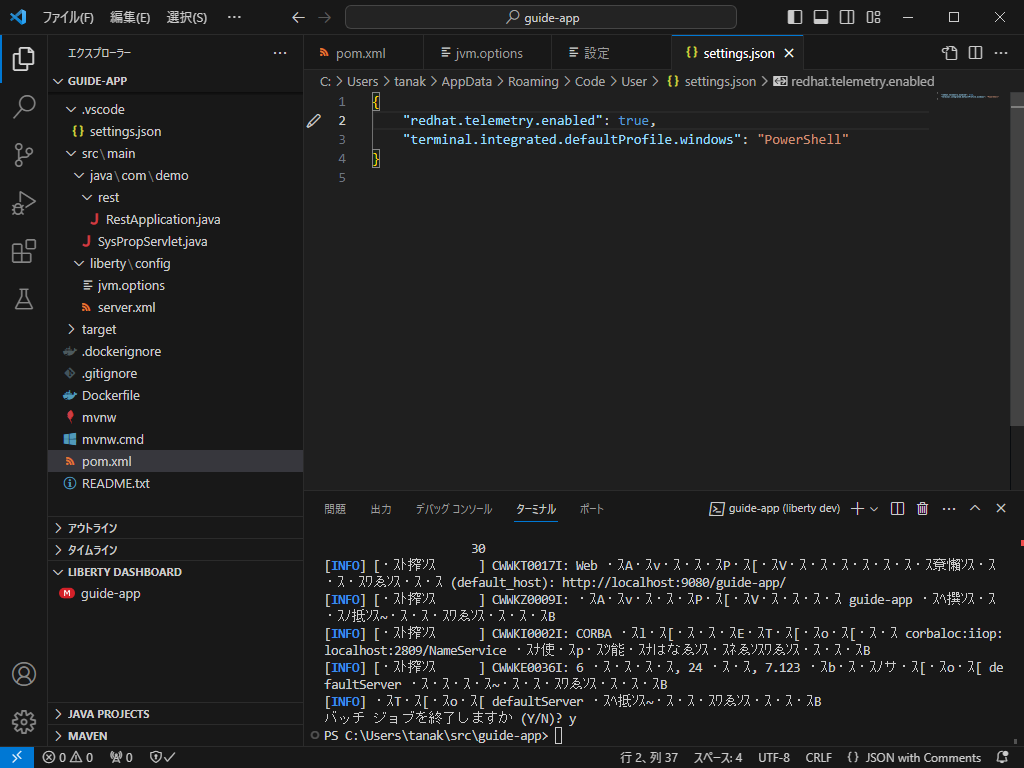 ファイル(F) 編集(E) 選択(S) ··· guide-app
エクスプローラー ···
GUIDE-APP
.vscode
{} settings.json
src\main
java\com\demo
rest
J RestApplication.java
J SysPropServlet.java
liberty\config
jvm.options
server.xml
target
.dockerignore
.gitignore
Dockerfile
mvnw
mvnw.cmd
pom.xml
README.txt
アウトライン
タイムライン
LIBERTY DASHBOARD
M guide-app
JAVA PROJECTS
MAVEN
pom.xml jvm.options 設定 {} settings.json
C: > Users > tanak > AppData > Roaming > Code > User > {} settings.json > redhat.telemetry.enabled
1 {
2 "redhat.telemetry.enabled": true,
3 "terminal.integrated.defaultProfile.windows": "PowerShell"
4 }
5
問題 出力 デバッグ コンソール ターミナル ポート guide-app (liberty dev)
30
[INFO] [・ｽﾄ搾ｿｽ ] CWWKT0017I: Web ・ｽA・ｽv・ｽ・ｽ・ｽP・ｽ[・ｽV・ｽ・ｽ・ｽ・ｽ・ｽ・ｽ・ｽ寮懶ｿｽ・ｽ
・ｽ・ｽﾜゑｿｽ・ｽ・ｽ (default_host): http://localhost:9080/guide-app/
[INFO] [・ｽﾄ搾ｿｽ ] CWWKZ0009I: ・ｽA・ｽv・ｽ・ｽ・ｽP・ｽ[・ｽV・ｽ・ｽ・ｽ・ｽ guide-app ・ｽﾍ撰ｿｽ・ｽ
・ｽﾉ抵ｿｽ~・ｽ・ｽ・ｽﾜゑｿｽ・ｽ・ｽ・ｽB
[INFO] [・ｽﾄ搾ｿｽ ] CWWKI0002I: CORBA ・ｽl・ｽ[・ｽ・ｽ・ｽE・ｽT・ｽ[・ｽo・ｽ[・ｽ・ｽ corbaloc:iiop:
localhost:2809/NameService ・ｽﾅ使・ｽp・ｽﾂ能・ｽﾅはなゑｿｽ・ｽﾈゑｿｽﾜゑｿｽ・ｽ・ｽ・ｽB
[INFO] [・ｽﾄ搾ｿｽ ] CWWKE0036I: 6 ・ｽ・ｽ・ｽ・ｽ, 24 ・ｽ・ｽ, 7.123 ・ｽb・ｽ・ｽﾉサ・ｽ[・ｽo・ｽ[ de
faultServer ・ｽ・ｽ・ｽ・ｽ~・ｽ・ｽ・ｽﾜゑｿｽ・ｽ・ｽ・ｽB
[INFO] ・ｽT・ｽ[・ｽo・ｽ[ defaultServer ・ｽﾍ抵ｿｽ~・ｽ・ｽ・ｽﾜゑｿｽ・ｽ・ｽ・ｽB
バッチ ジョブを終了しますか (Y/N)? y
PS C:\Users\tanak\src\guide-app>
0 0 0 行 2、列 37 スペース: 4 UTF-8 CRLF {} JSON with Comments